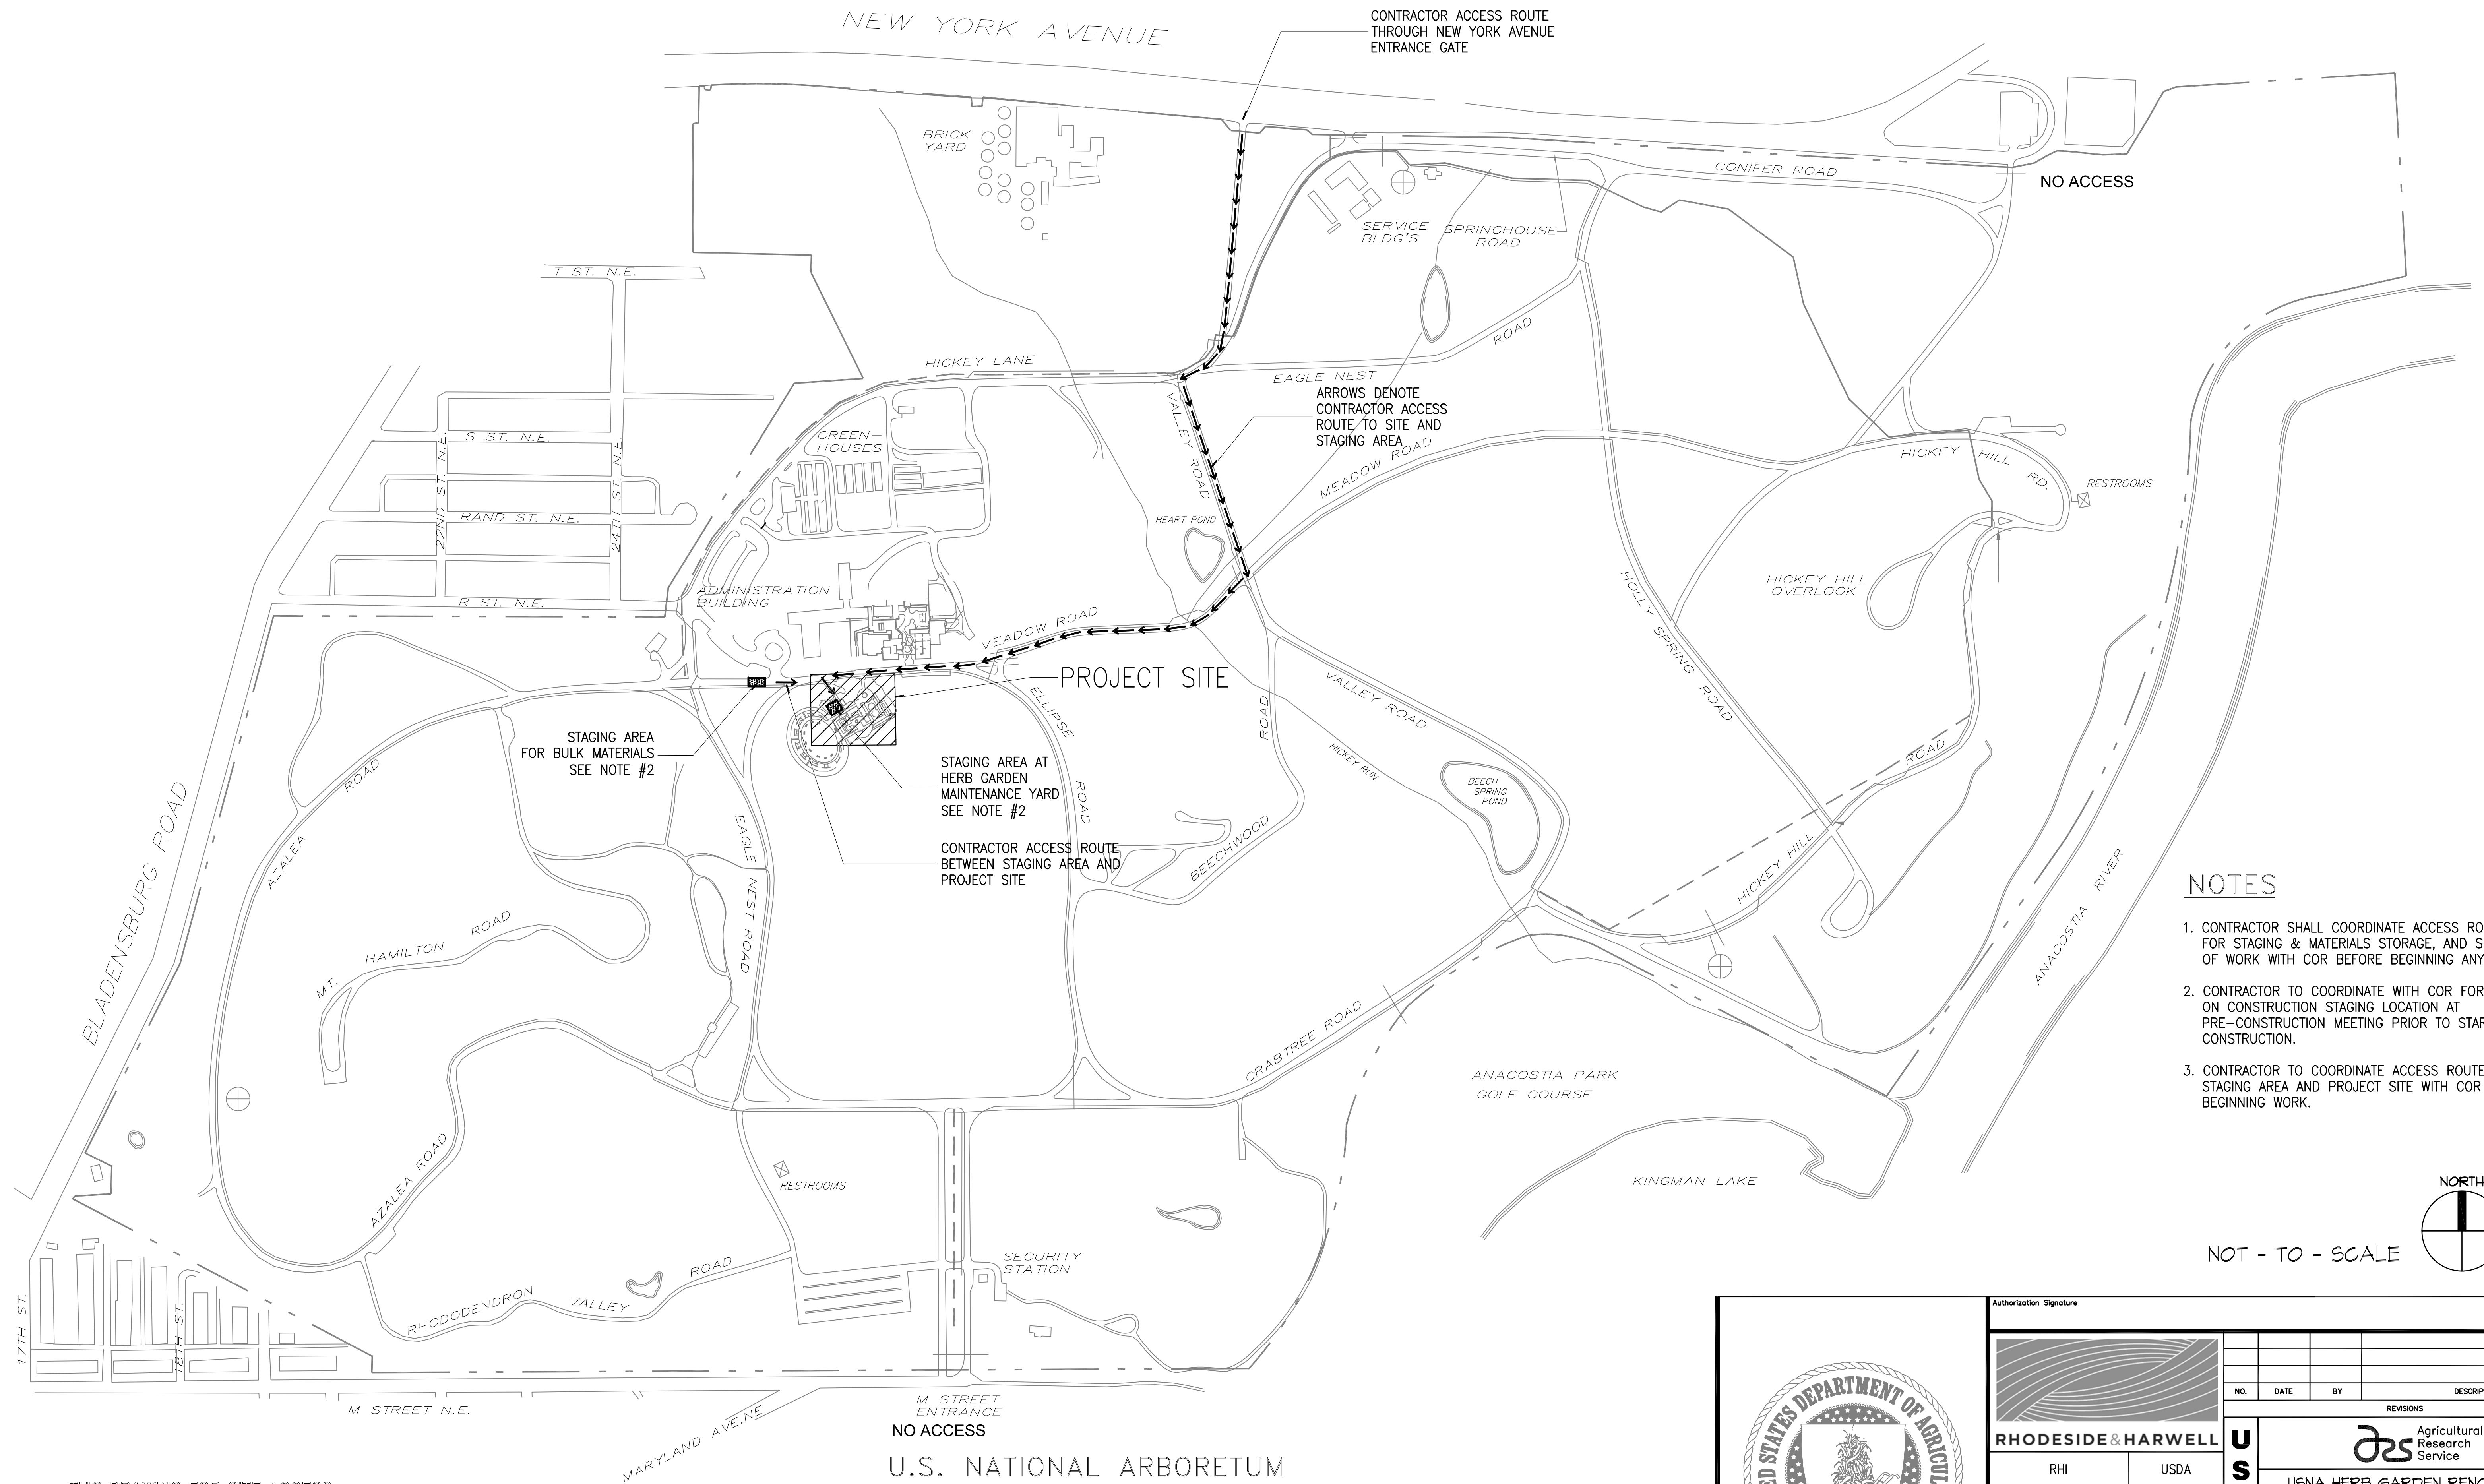 NEW YORK AVENUE
CONTRACTOR ACCESS ROUTE
THROUGH NEW YORK AVENUE
ENTRANCE GATE
BRICK
YARD
CONIFER ROAD
NO ACCESS
SERVICE
BLDG'S
SPRINGHOUSE
ROAD
T ST. N.E.
ROAD
HICKEY LANE
EAGLE NEST
ARROWS DENOTE
CONTRACTOR ACCESS
ROUTE TO SITE AND
STAGING AREA
VALLEY ROAD
MEADOW ROAD
GREEN-
HOUSES
S ST. N.E.
22ND ST. N.E.
24TH ST. N.E.
RAND ST. N.E.
HICKEY HILL RD.
RESTROOMS
HEART POND
HICKEY HILL
OVERLOOK
ADMINISTRATION
BUILDING
R ST. N.E.
MEADOW ROAD
HOLLY SPRING ROAD
PROJECT SITE
ELLIPSE ROAD
VALLEY ROAD
ROAD
HICKEY RUN
STAGING AREA
FOR BULK MATERIALS
SEE NOTE #2
STAGING AREA AT
HERB GARDEN
MAINTENANCE YARD
SEE NOTE #2
BEECH
SPRING
POND
ROAD
AZALEA ROAD
EAGLE NEST ROAD
CONTRACTOR ACCESS ROUTE
BETWEEN STAGING AREA AND
PROJECT SITE
BEECHWOOD
HICKEY HILL
BLADENSBURG ROAD
MT. HAMILTON ROAD
ANACOSTIA RIVER
CRABTREE ROAD
ANACOSTIA PARK
GOLF COURSE
KINGMAN LAKE
AZALEA ROAD
RESTROOMS
SECURITY
STATION
RHODODENDRON VALLEY ROAD
17TH ST.
18TH ST.
M STREET N.E.
MARYLAND AVE.NE
M STREET
ENTRANCE
NO ACCESS
U.S. NATIONAL ARBORETUM
NOTES
1. CONTRACTOR SHALL COORDINATE ACCESS
FOR STAGING & MATERIALS STORAGE, AND
OF WORK WITH COR BEFORE BEGINNING ANY
2. CONTRACTOR TO COORDINATE WITH COR FOR
ON CONSTRUCTION STAGING LOCATION AT
PRE-CONSTRUCTION MEETING PRIOR TO
CONSTRUCTION.
3. CONTRACTOR TO COORDINATE ACCESS ROUTE
STAGING AREA AND PROJECT SITE WITH COR
BEGINNING WORK.
NORTH
NOT - TO - SCALE
Authorization Signature
NO. DATE BY
REVISIONS
RHODESIDE & HARWELL
RHI USDA
U
S
ars Agricultural
Research
Service
USNA HERB GARDEN
UNITED STATES DEPARTMENT OF